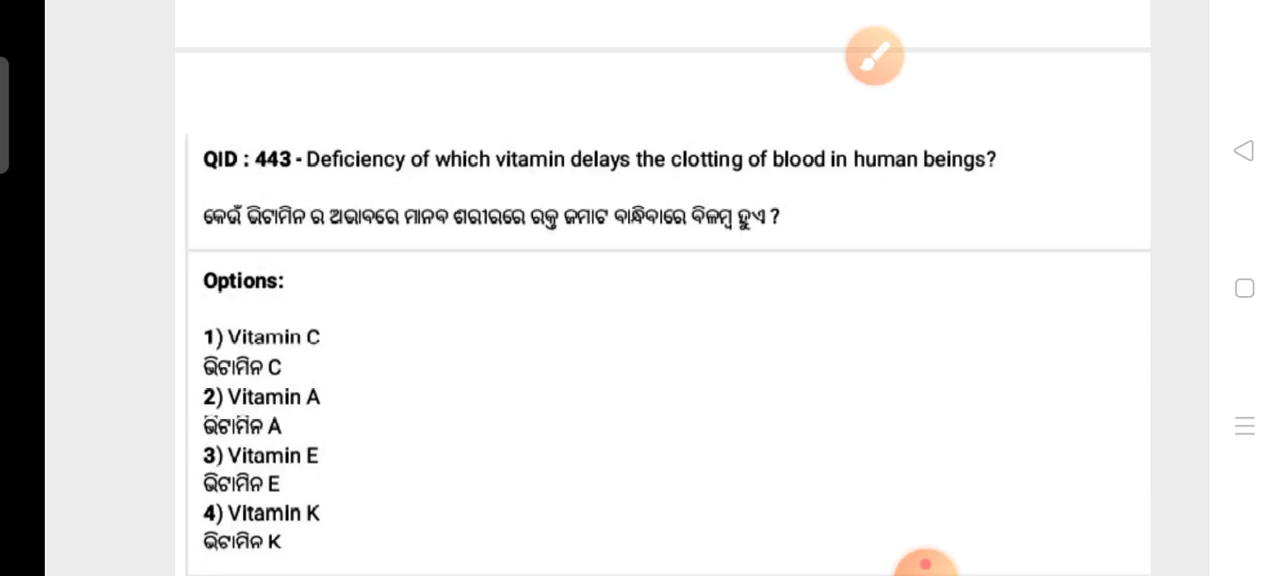 QID : 443 - Deficiency of which vitamin delays the clotting of blood in human beings?
କେଉଁ ଭିଟାମିନ ର ଅଭାବରେ ମାନବ ଶରୀରରେ ରକ୍ତ ଜମାଟ ବାନ୍ଧିବାରେ ବିଳମ୍ବ ହୁଏ ?
Options:
1) Vitamin C
ଭିଟାମିନ C
2) Vitamin A
ଭିଟାମିନ A
3) Vitamin E
ଭିଟାମିନ E
4) Vitamin K
ଭିଟାମିନ K